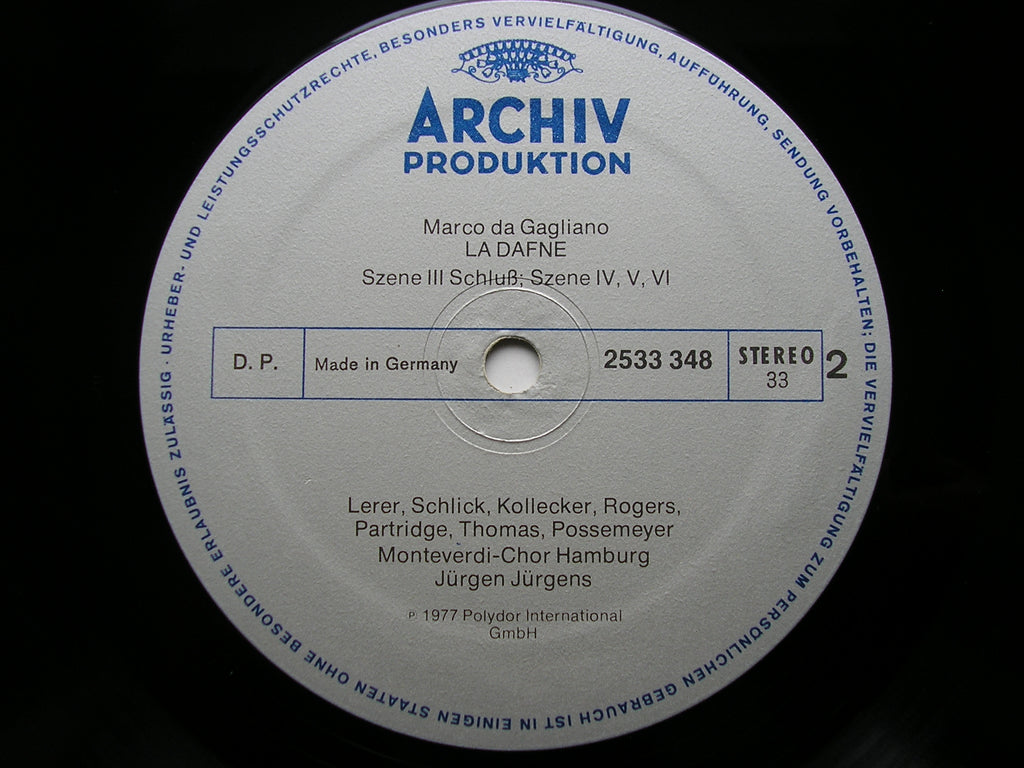 URHEBER- UND LEISTUNGSSCHUTZRECHTE, BESONDERS VERVIELFÄLTIGUNG, AUFFÜHRUNG, SENDUNG VORBEHALTEN; DIE VERVIELFÄLTIGUNG ZUM PERSÖNLICHEN GEBRAUCH IST IN EINIGEN STAATEN OHNE BESONDERE ERLAUBNIS ZULÄSSIG ·
ARCHIV
PRODUKTION
Marco da Gagliano
LA DAFNE
Szene III Schluß; Szene IV, V, VI
D. P. Made in Germany 2533 348 STEREO 2
33
Lerer, Schlick, Kollecker, Rogers,
Partridge, Thomas, Possemeyer
Monteverdi-Chor Hamburg
Jürgen Jürgens
℗ 1977 Polydor International
GmbH